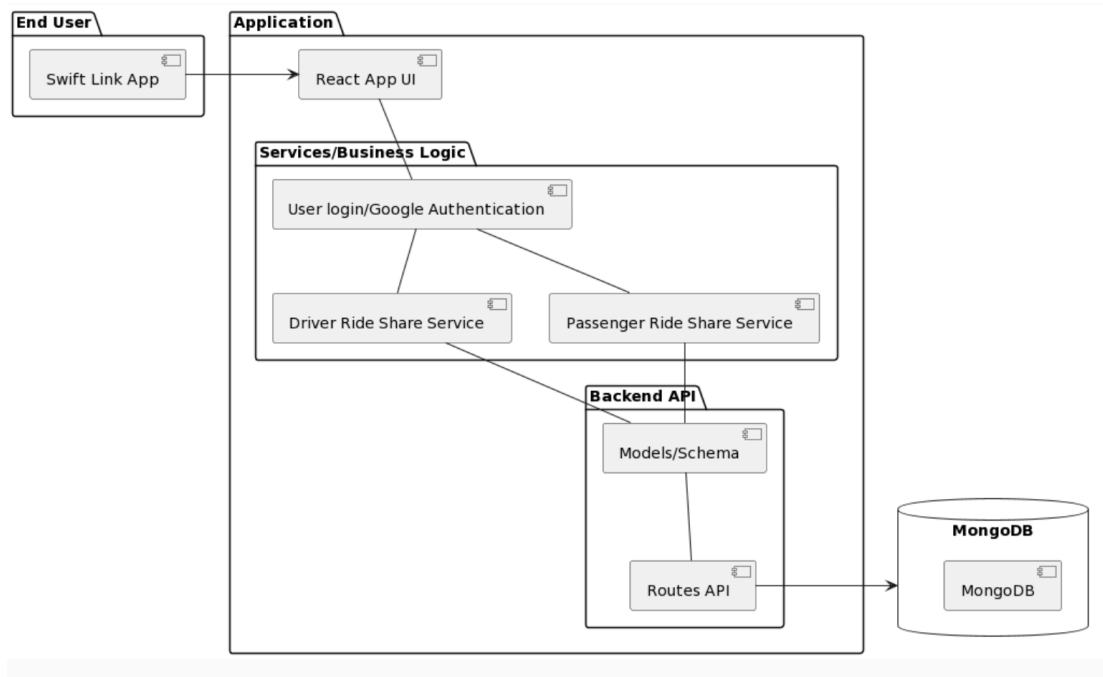 End User
Application
Swift Link App
React App UI
Services/Business Logic
User login/Google Authentication
Driver Ride Share Service
Passenger Ride Share Service
Backend API
Models/Schema
MongoDB
Routes API
MongoDB